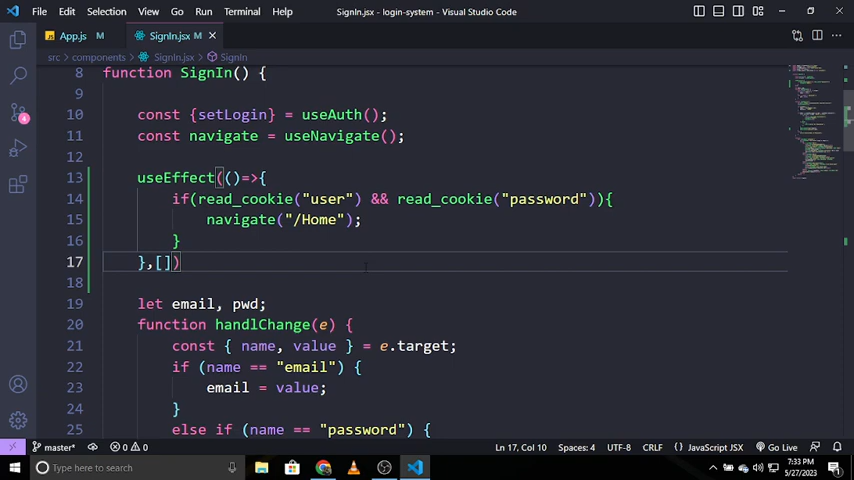 File Edit Selection View Go Run Terminal Help SignIn.jsx - login-system - Visual Studio Code
App.js M SignIn.jsx M
src > components > SignIn.jsx > SignIn
8 function SignIn() {
9
10 const {setLogin} = useAuth();
11 const navigate = useNavigate();
12
13 useEffect(()=>{
14 if(read_cookie("user") && read_cookie("password")){
15 navigate("/Home");
16 }
17 },[])
18
19 let email, pwd;
20 function handlChange(e) {
21 const { name, value } = e.target;
22 if (name == "email") {
23 email = value;
24 }
25 else if (name == "password") {
4
master* 0 0 Ln 17, Col 10 Spaces: 4 UTF-8 CRLF { } JavaScript JSX Go Live
Type here to search
7:33 PM
5/27/2023